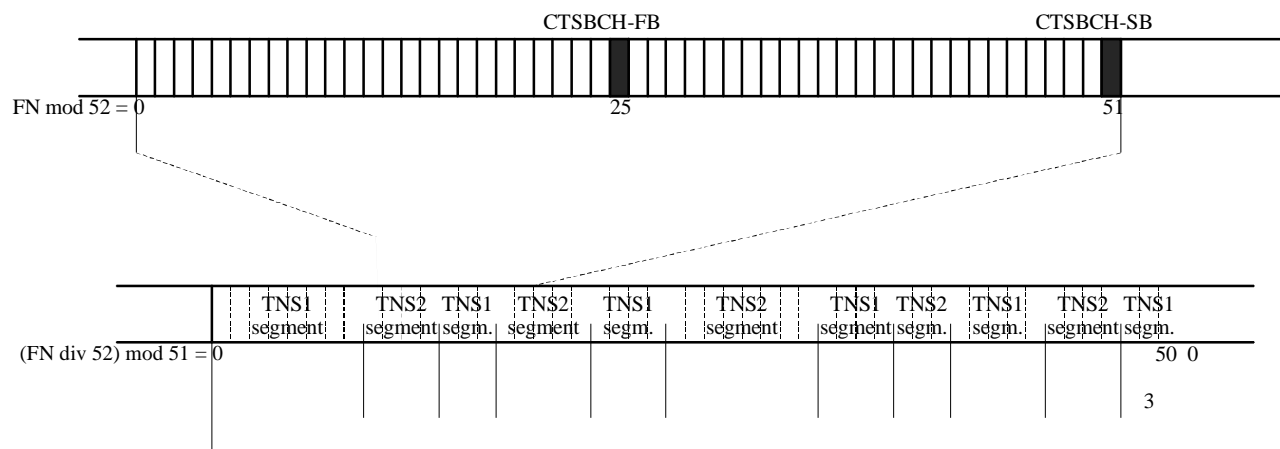 CTSBCH-FB CTSBCH-SB
FN mod 52 = 0 25 51
TNS1 TNS2 TNS1 TNS2 TNS1 TNS2 TNS1 TNS2 TNS1 TNS2 TNS1
segment segment segm. segment segm. segment segment segm. segm. segment segm.
(FN div 52) mod 51 = 0 50 0
3